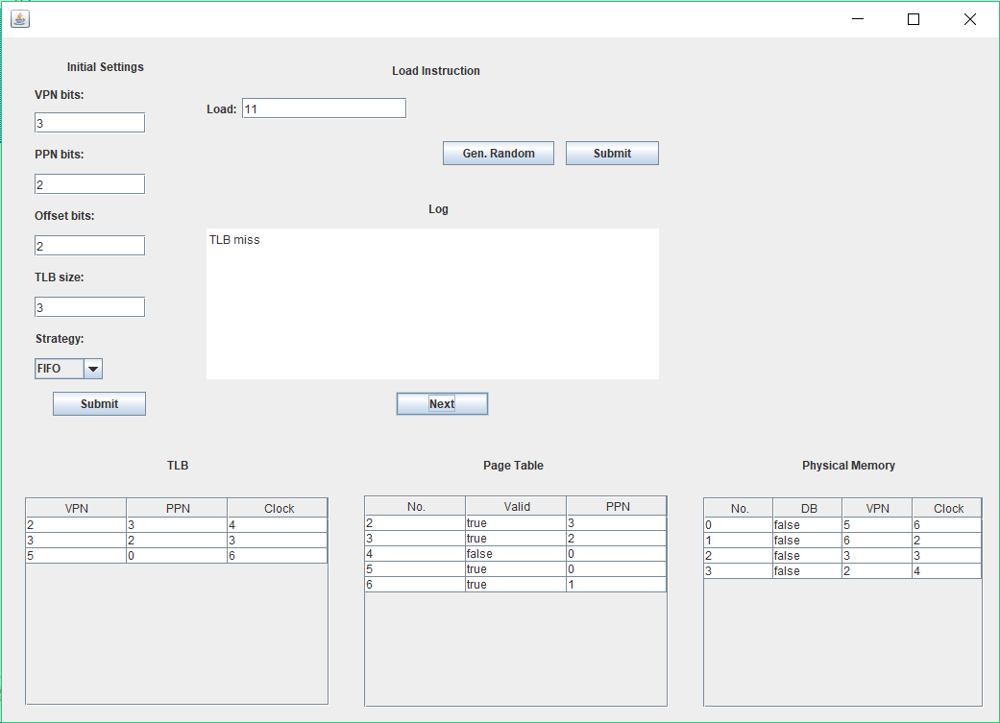 Initial Settings
Load Instruction
VPN bits:
3
Load: 11
PPN bits:
2
Gen. Random Submit
Offset bits:
2
Log
TLB miss
TLB size:
3
Strategy:
FIFO
Submit
Next
TLB
VPN PPN Clock
2 3 4
3 2 3
5 0 6
Page Table
No. Valid PPN
2 true 3
3 true 2
4 false 0
5 true 0
6 true 1
Physical Memory
No. DB VPN Clock
0 false 5 6
1 false 6 2
2 false 3 3
3 false 2 4